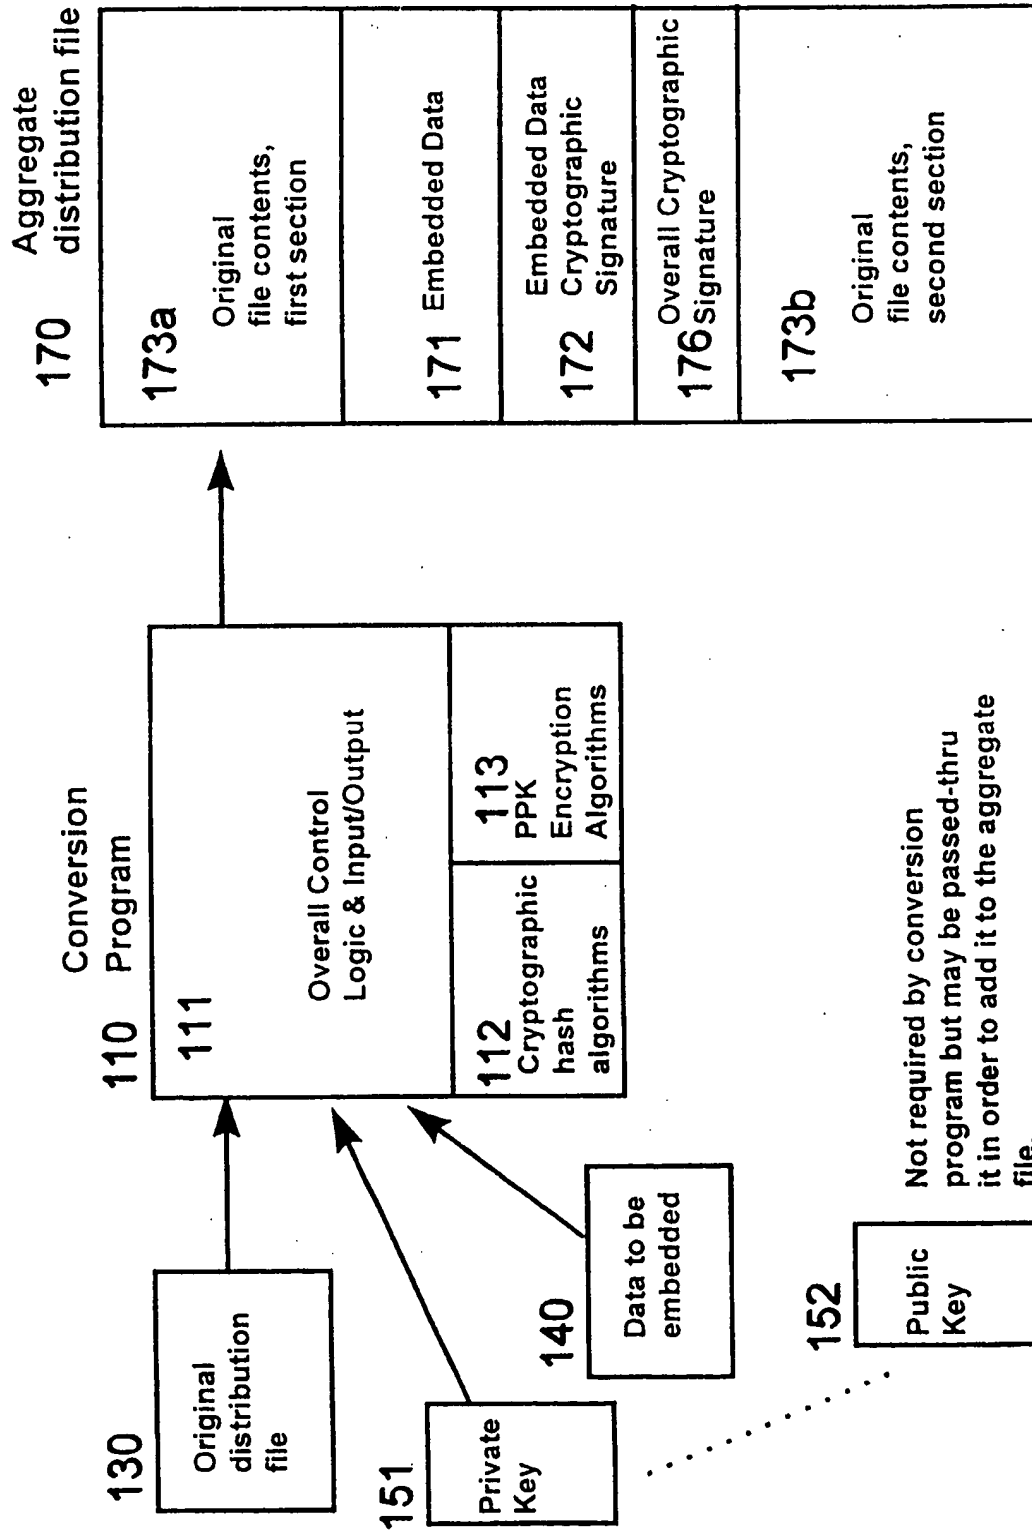 130
Original
distribution
file
151
Private
Key
140
Data to be
embedded
152
Public
Key
Not required by conversion
program but may be passed-thru
it in order to add it to the aggregate
file.
Conversion
110 Program
111
Overall Control
Logic & Input/Output
112
Cryptographic
hash
algorithms
113
PPK
Encryption
Algorithms
170
Aggregate
distribution file
173a
Original
file contents,
first section
171 Embedded Data
172
Embedded Data
Cryptographic
Signature
176
Overall Cryptographic
Signature
173b
Original
file contents,
second section